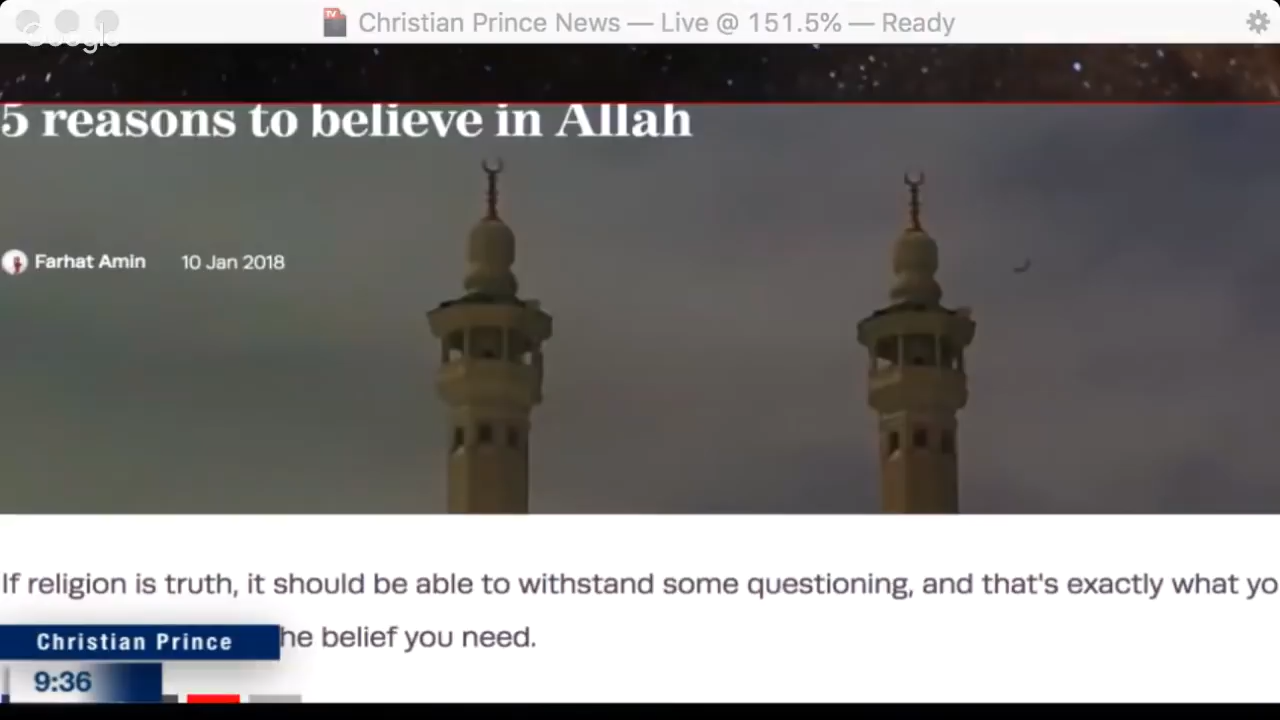 Christian Prince News — Live @ 151.5% — Ready
Google
5 reasons to believe in Allah
Farhat Amin 10 Jan 2018
If religion is truth, it should be able to withstand some questioning, and that's exactly what yo
he belief you need.
Christian Prince
9:36